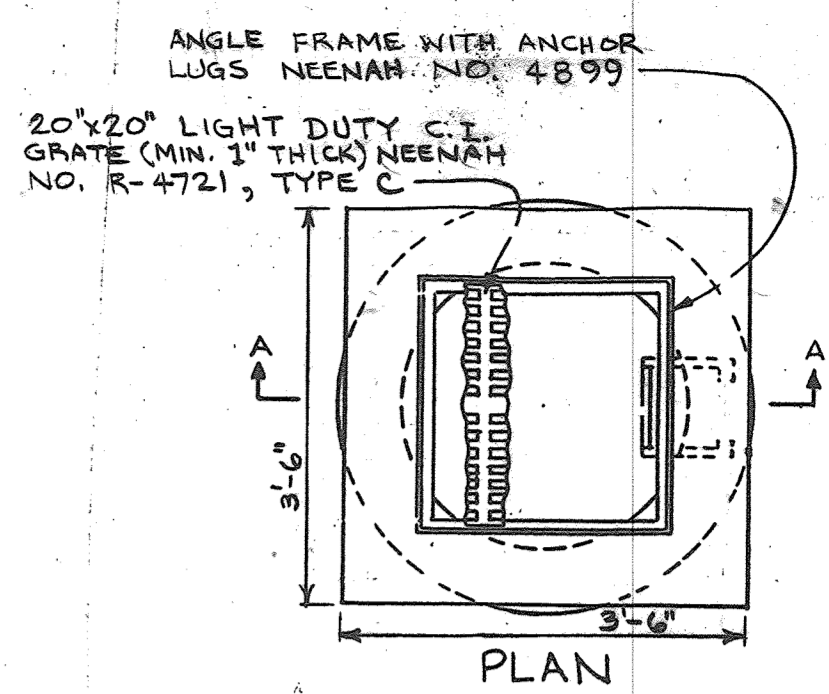 ANGLE FRAME WITH ANCHOR
LUGS NEENAH NO. 4899
20"x20" LIGHT DUTY C.I.
GRATE (MIN. 1" THICK) NEENAH
NO. R-4721, TYPE C
A
A
3'-6"
3'-6"
PLAN